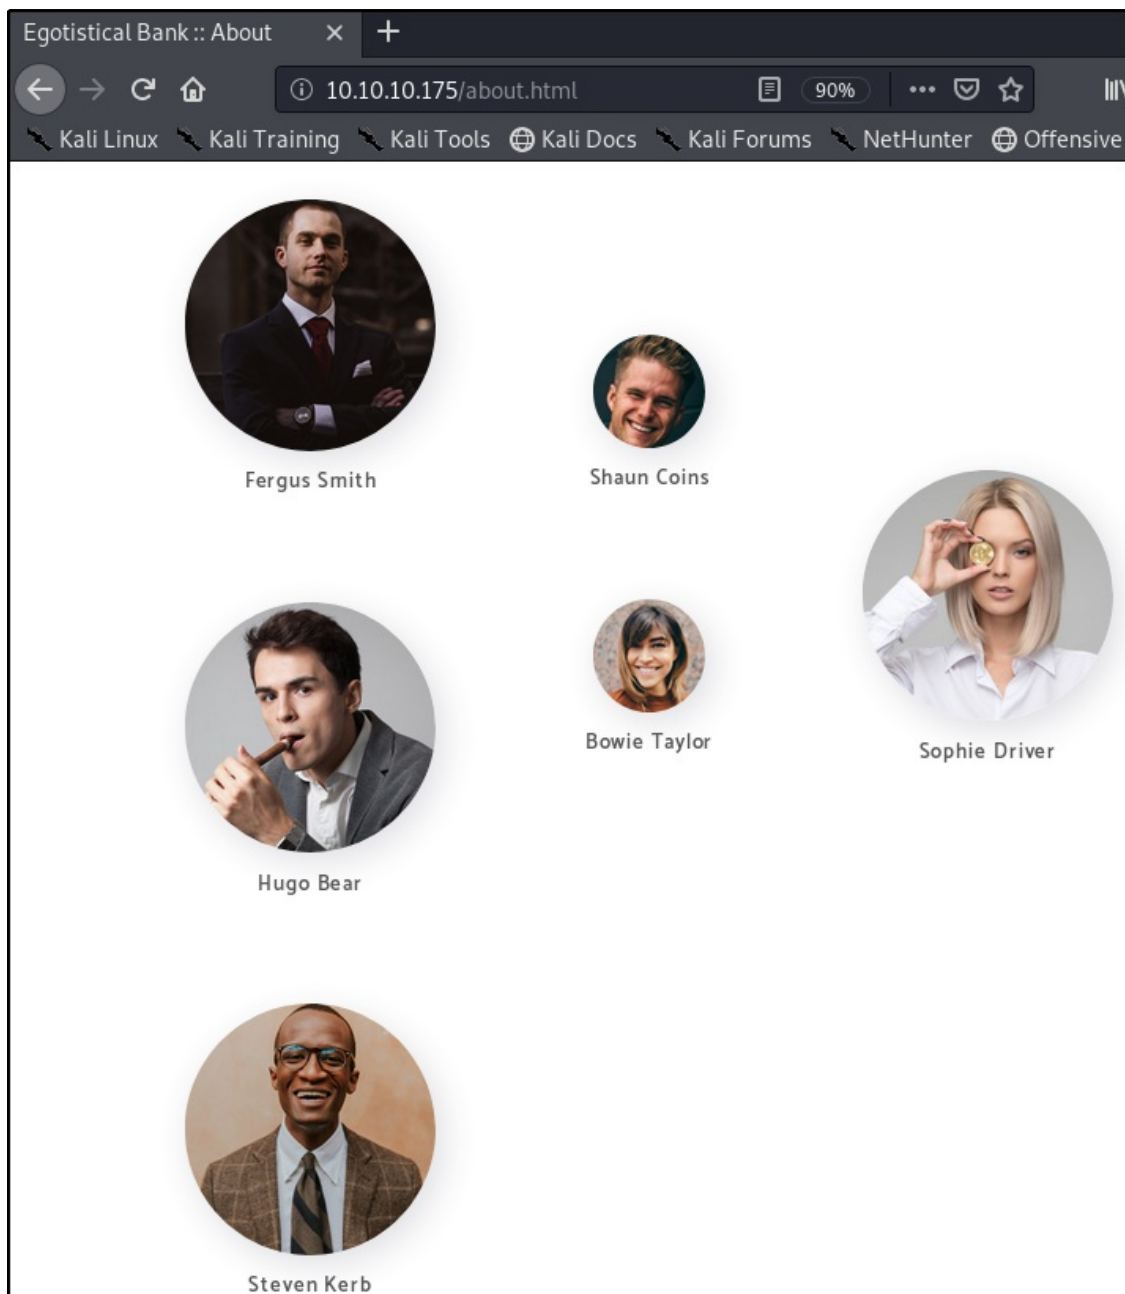 Egotistical Bank :: About
10.10.10.175/about.html
90%
Kali Linux Kali Training Kali Tools Kali Docs Kali Forums NetHunter Offensive
Fergus Smith
Shaun Coins
Sophie Driver
Bowie Taylor
Hugo Bear
Steven Kerb